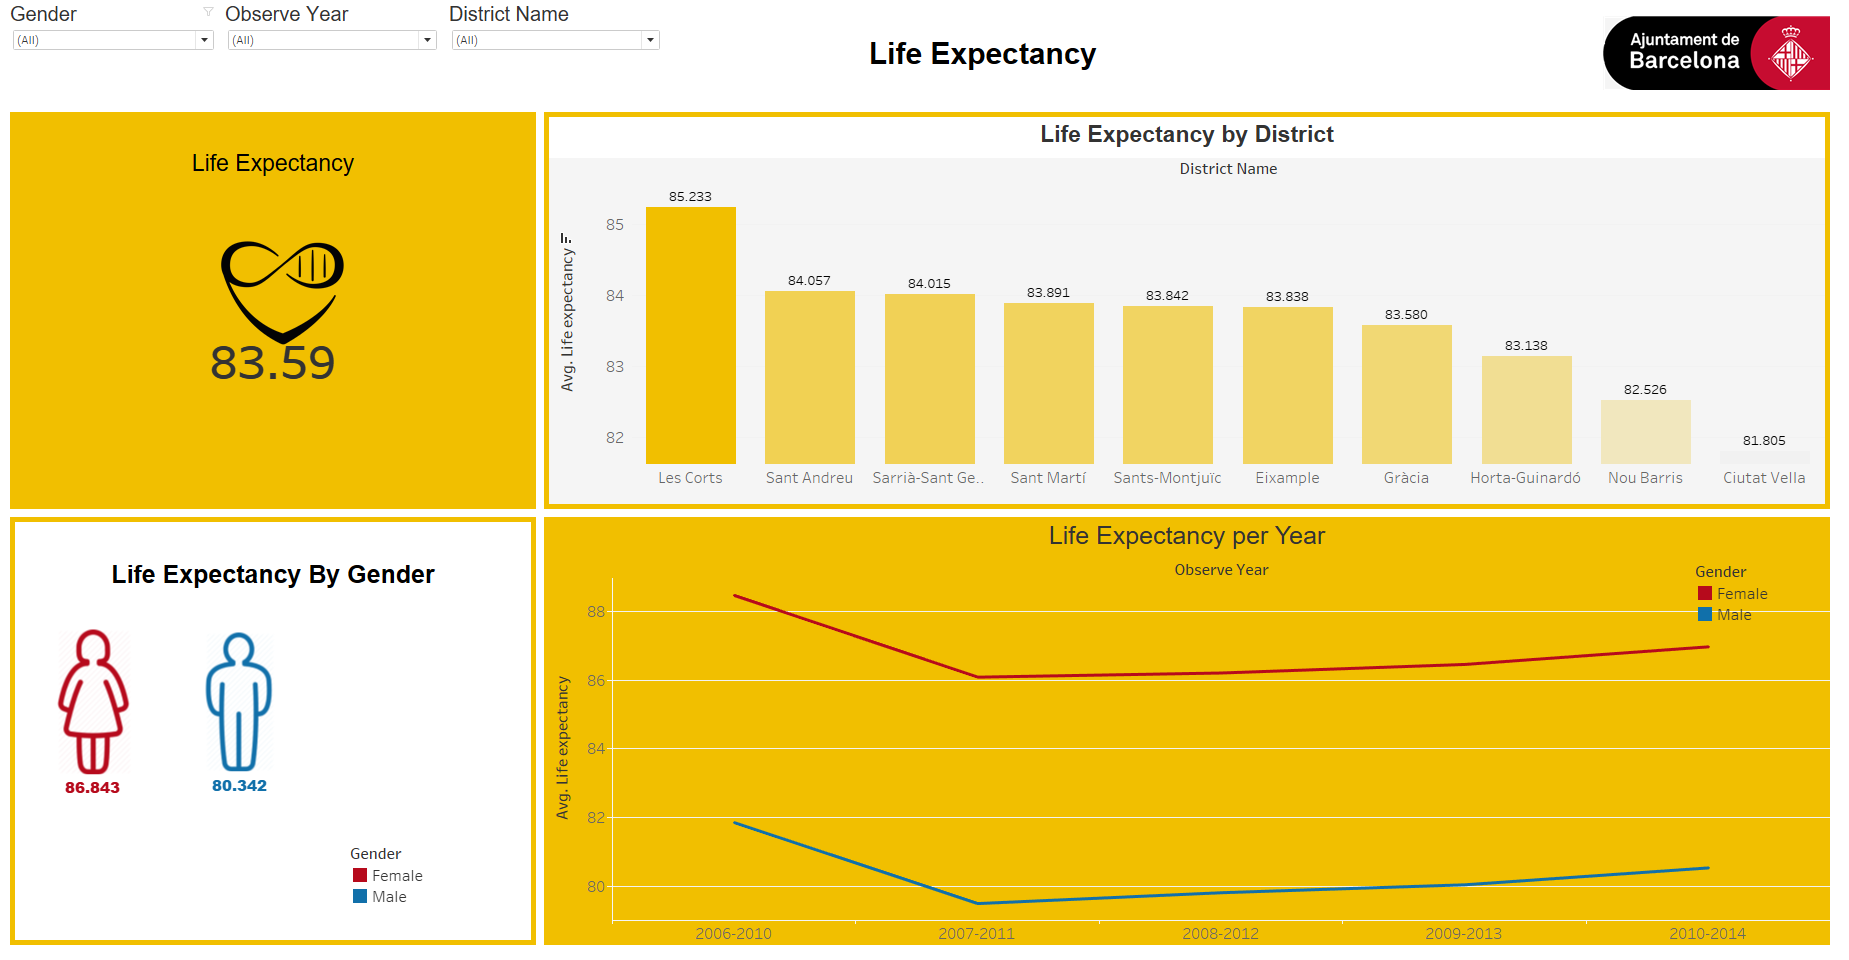 Gender
Observe Year
District Name
(All)
(All)
(All)
Life Expectancy
Ajuntament de
Barcelona
Life Expectancy
83.59
Life Expectancy by District
District Name
Avg. Life expectancy
85
84
83
82
85.233
84.057
84.015
83.891
83.842
83.838
83.580
83.138
82.526
81.805
Les Corts
Sant Andreu
Sarrià-Sant Ge..
Sant Martí
Sants-Montjuïc
Eixample
Gràcia
Horta-Guinardó
Nou Barris
Ciutat Vella
Life Expectancy By Gender
86.843
80.342
Gender
Female
Male
Life Expectancy per Year
Observe Year
Gender
Female
Male
Avg. Life expectancy
88
86
84
82
80
2006-2010
2007-2011
2008-2012
2009-2013
2010-2014